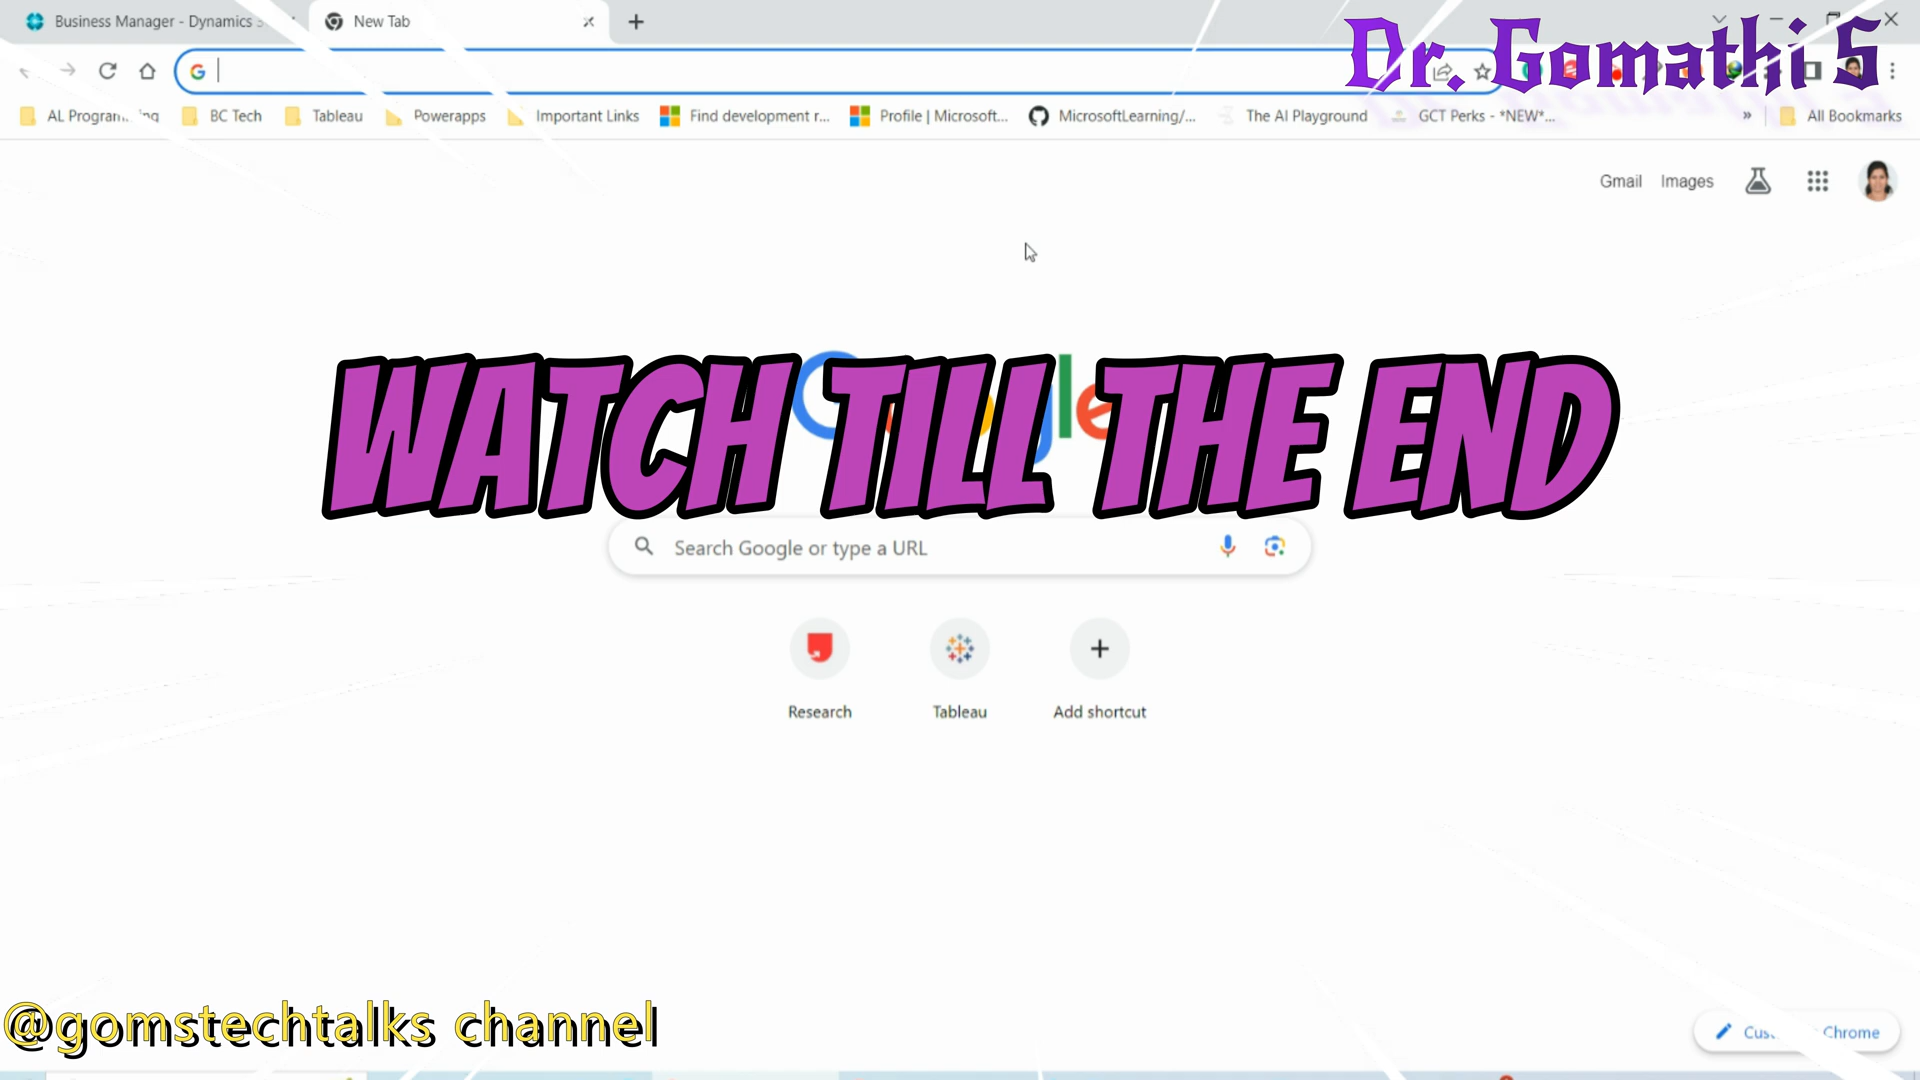 Business Manager - Dynamics
New Tab
Dr. Gomathi S
BC Tech
Tableau
Powerapps
Important Links
Find development r...
Profile | Microsoft...
MicrosoftLearning/...
The AI Playground
GCT Perks - *NEW*...
All Bookmarks
Gmail
Images
WATCH TILL THE END
Search Google or type a URL
Research
Tableau
Add shortcut
@gomstechtalks channel
Chrome